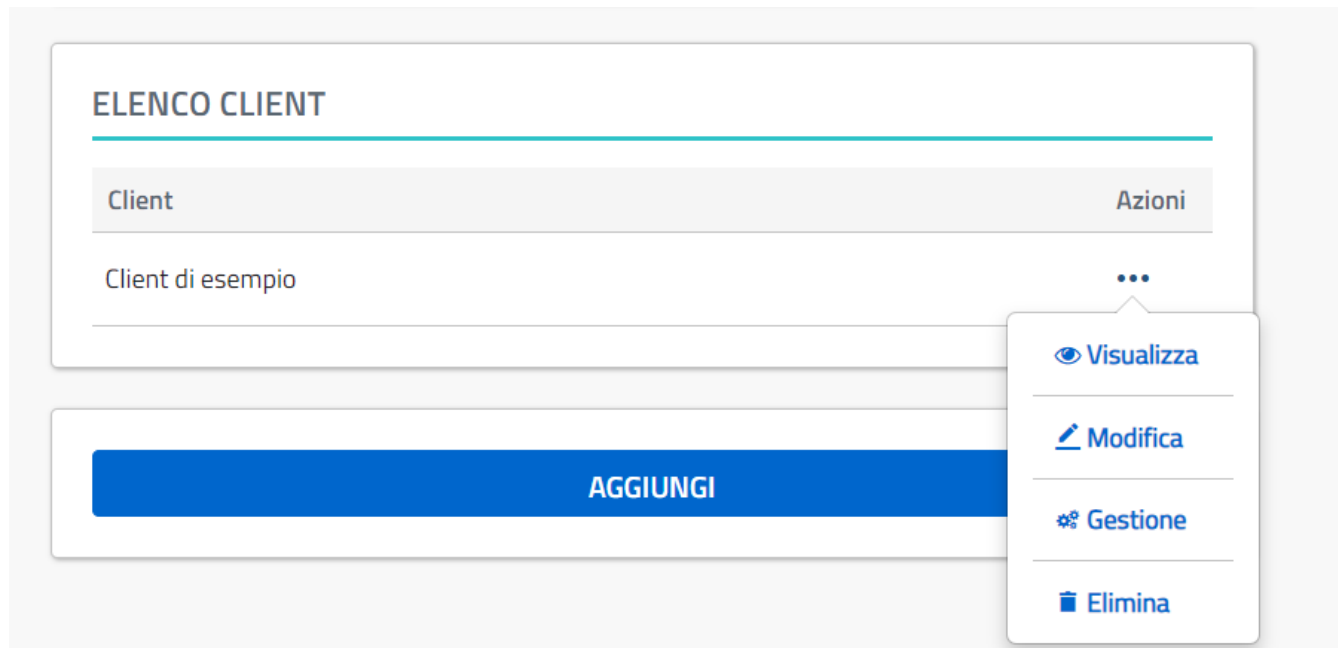 ELENCO CLIENT
Client Azioni
Client di esempio
Visualizza
Modifica
AGGIUNGI
Gestione
Elimina